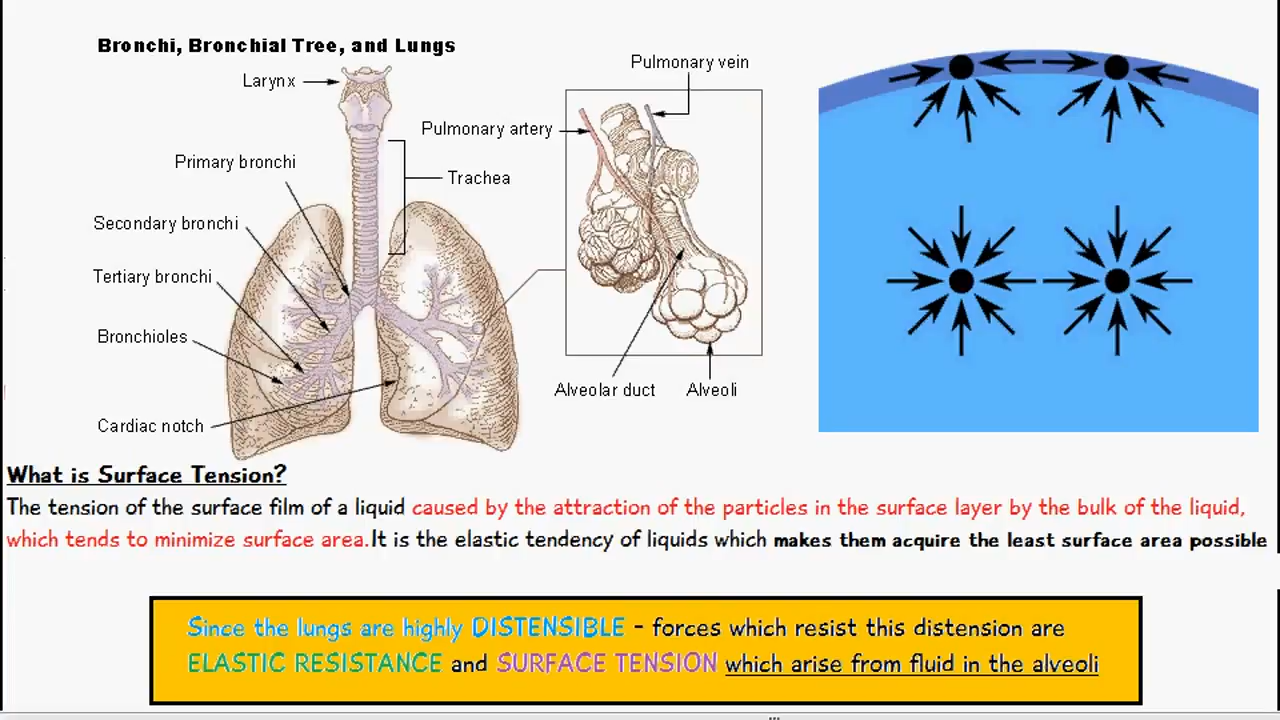 Bronchi, Bronchial Tree, and Lungs
Larynx
Primary bronchi
Secondary bronchi
Tertiary bronchi
Bronchioles
Cardiac notch
Trachea
Pulmonary vein
Pulmonary artery
Alveolar duct
Alveoli
What is Surface Tension?
The tension of the surface film of a liquid caused by the attraction of the particles in the surface layer by the bulk of the liquid,
which tends to minimize surface area.It is the elastic tendency of liquids which makes them acquire the least surface area possible
Since the lungs are highly DISTENSIBLE - forces which resist this distension are
ELASTIC RESISTANCE and SURFACE TENSION which arise from fluid in the alveoli